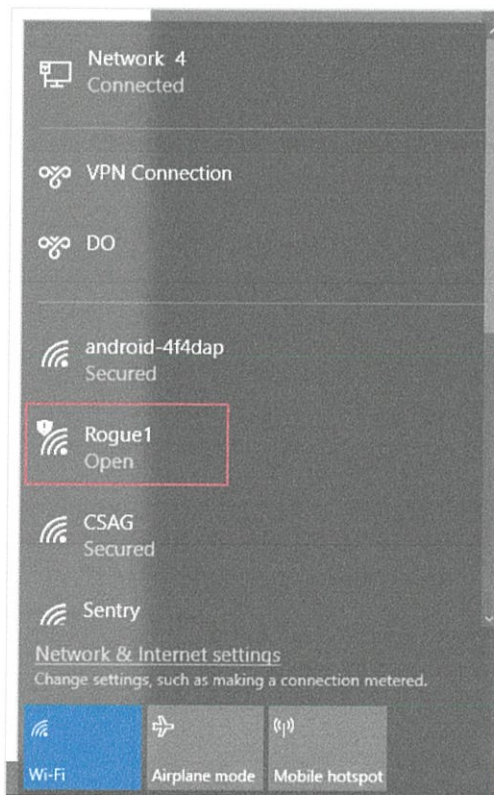 Network 4
Connected
VPN Connection
DO
android-4f4dap
Secured
Rogue1
Open
CSAG
Secured
Sentry
Network & Internet settings
Change settings, such as making a connection metered.
Wi-Fi
Airplane mode
Mobile hotspot